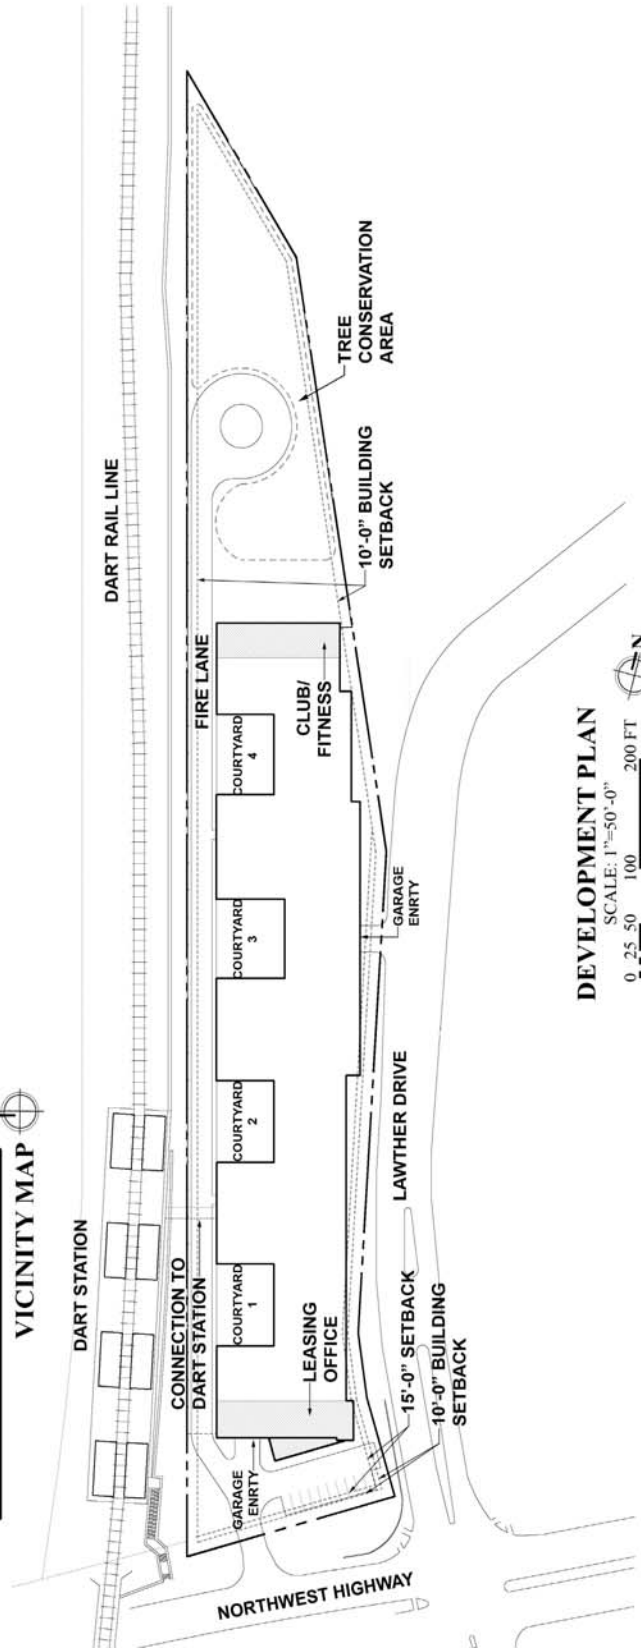 VICINITY MAP
DART STATION
DART RAIL LINE
CONNECTION TO
DART STATION
FIRE LANE
COURTYARD
1
COURTYARD
2
COURTYARD
3
COURTYARD
4
GARAGE
ENRTY
LEASING
OFFICE
CLUB/
FITNESS
10'-0" BUILDING
SETBACK
TREE
CONSERVATION
AREA
GARAGE
ENRTY
LAWTHER DRIVE
15'-0" SETBACK
10'-0" BUILDING
SETBACK
NORTHWEST HIGHWAY
DEVELOPMENT PLAN
SCALE: 1"=50'-0"
0 25 50 100 200 FT
N